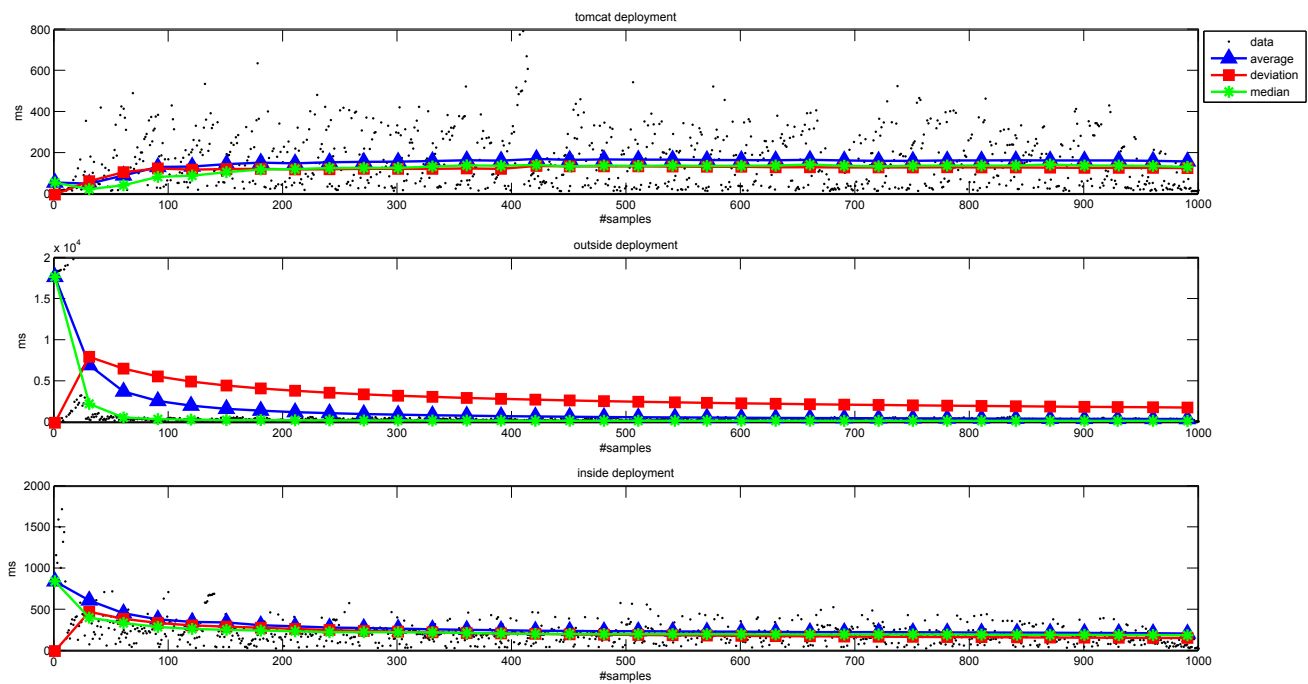 tomcat deployment
800
600
400
200
0
ms
0 100 200 300 400 500 600 700 800 900 1000
#samples
data
average
deviation
median
outside deployment
x 10^4
2
1.5
1
0.5
0
ms
0 100 200 300 400 500 600 700 800 900 1000
#samples
inside deployment
2000
1500
1000
500
0
ms
0 100 200 300 400 500 600 700 800 900 1000
#samples